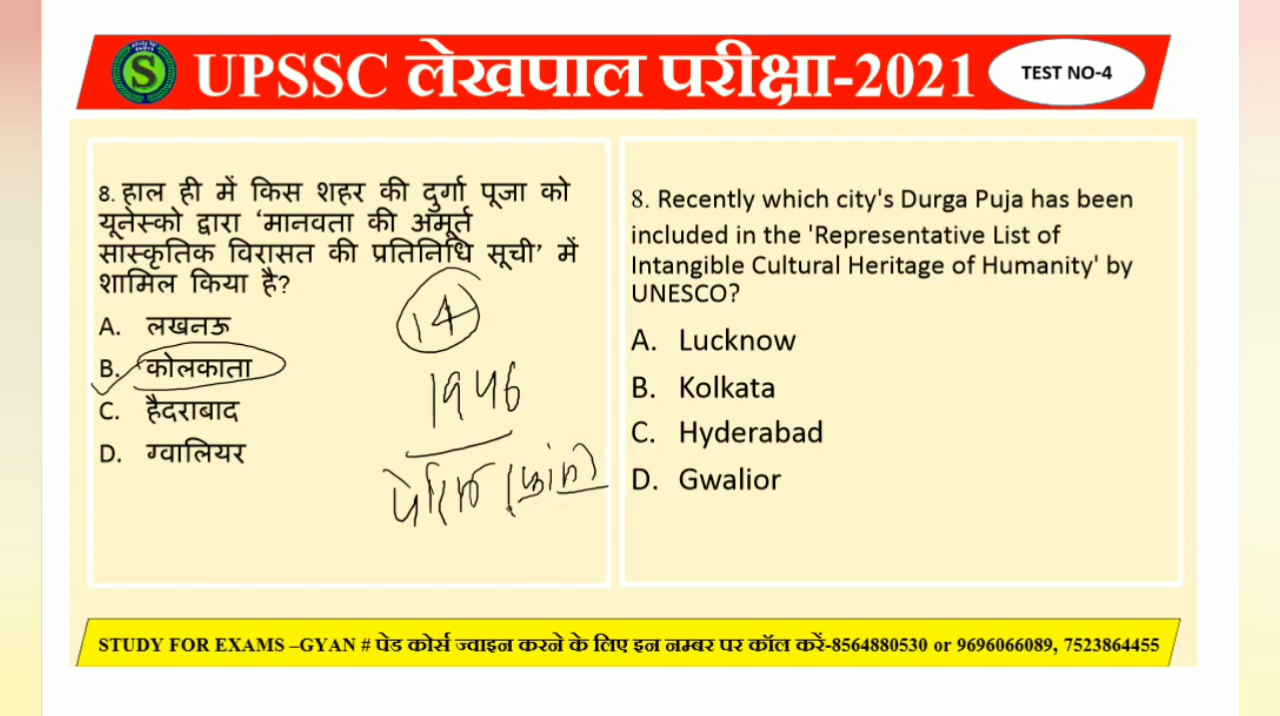 UPSSC लेखपाल परीक्षा-2021
TEST NO-4
8. हाल ही में किस शहर की दुर्गा पूजा को
यूनेस्को द्वारा ‘मानवता की अमूर्त
सांस्कृतिक विरासत की प्रतिनिधि सूची’ में
शामिल किया है?
A. लखनऊ
B. कोलकाता
C. हैदराबाद
D. ग्वालियर
14
1946
8. Recently which city's Durga Puja has been
included in the 'Representative List of
Intangible Cultural Heritage of Humanity' by
UNESCO?
A. Lucknow
B. Kolkata
C. Hyderabad
D. Gwalior
STUDY FOR EXAMS –GYAN # पेड कोर्स ज्वाइन करने के लिए इन नम्बर पर कॉल करें-8564880530 or 9696066089, 7523864455